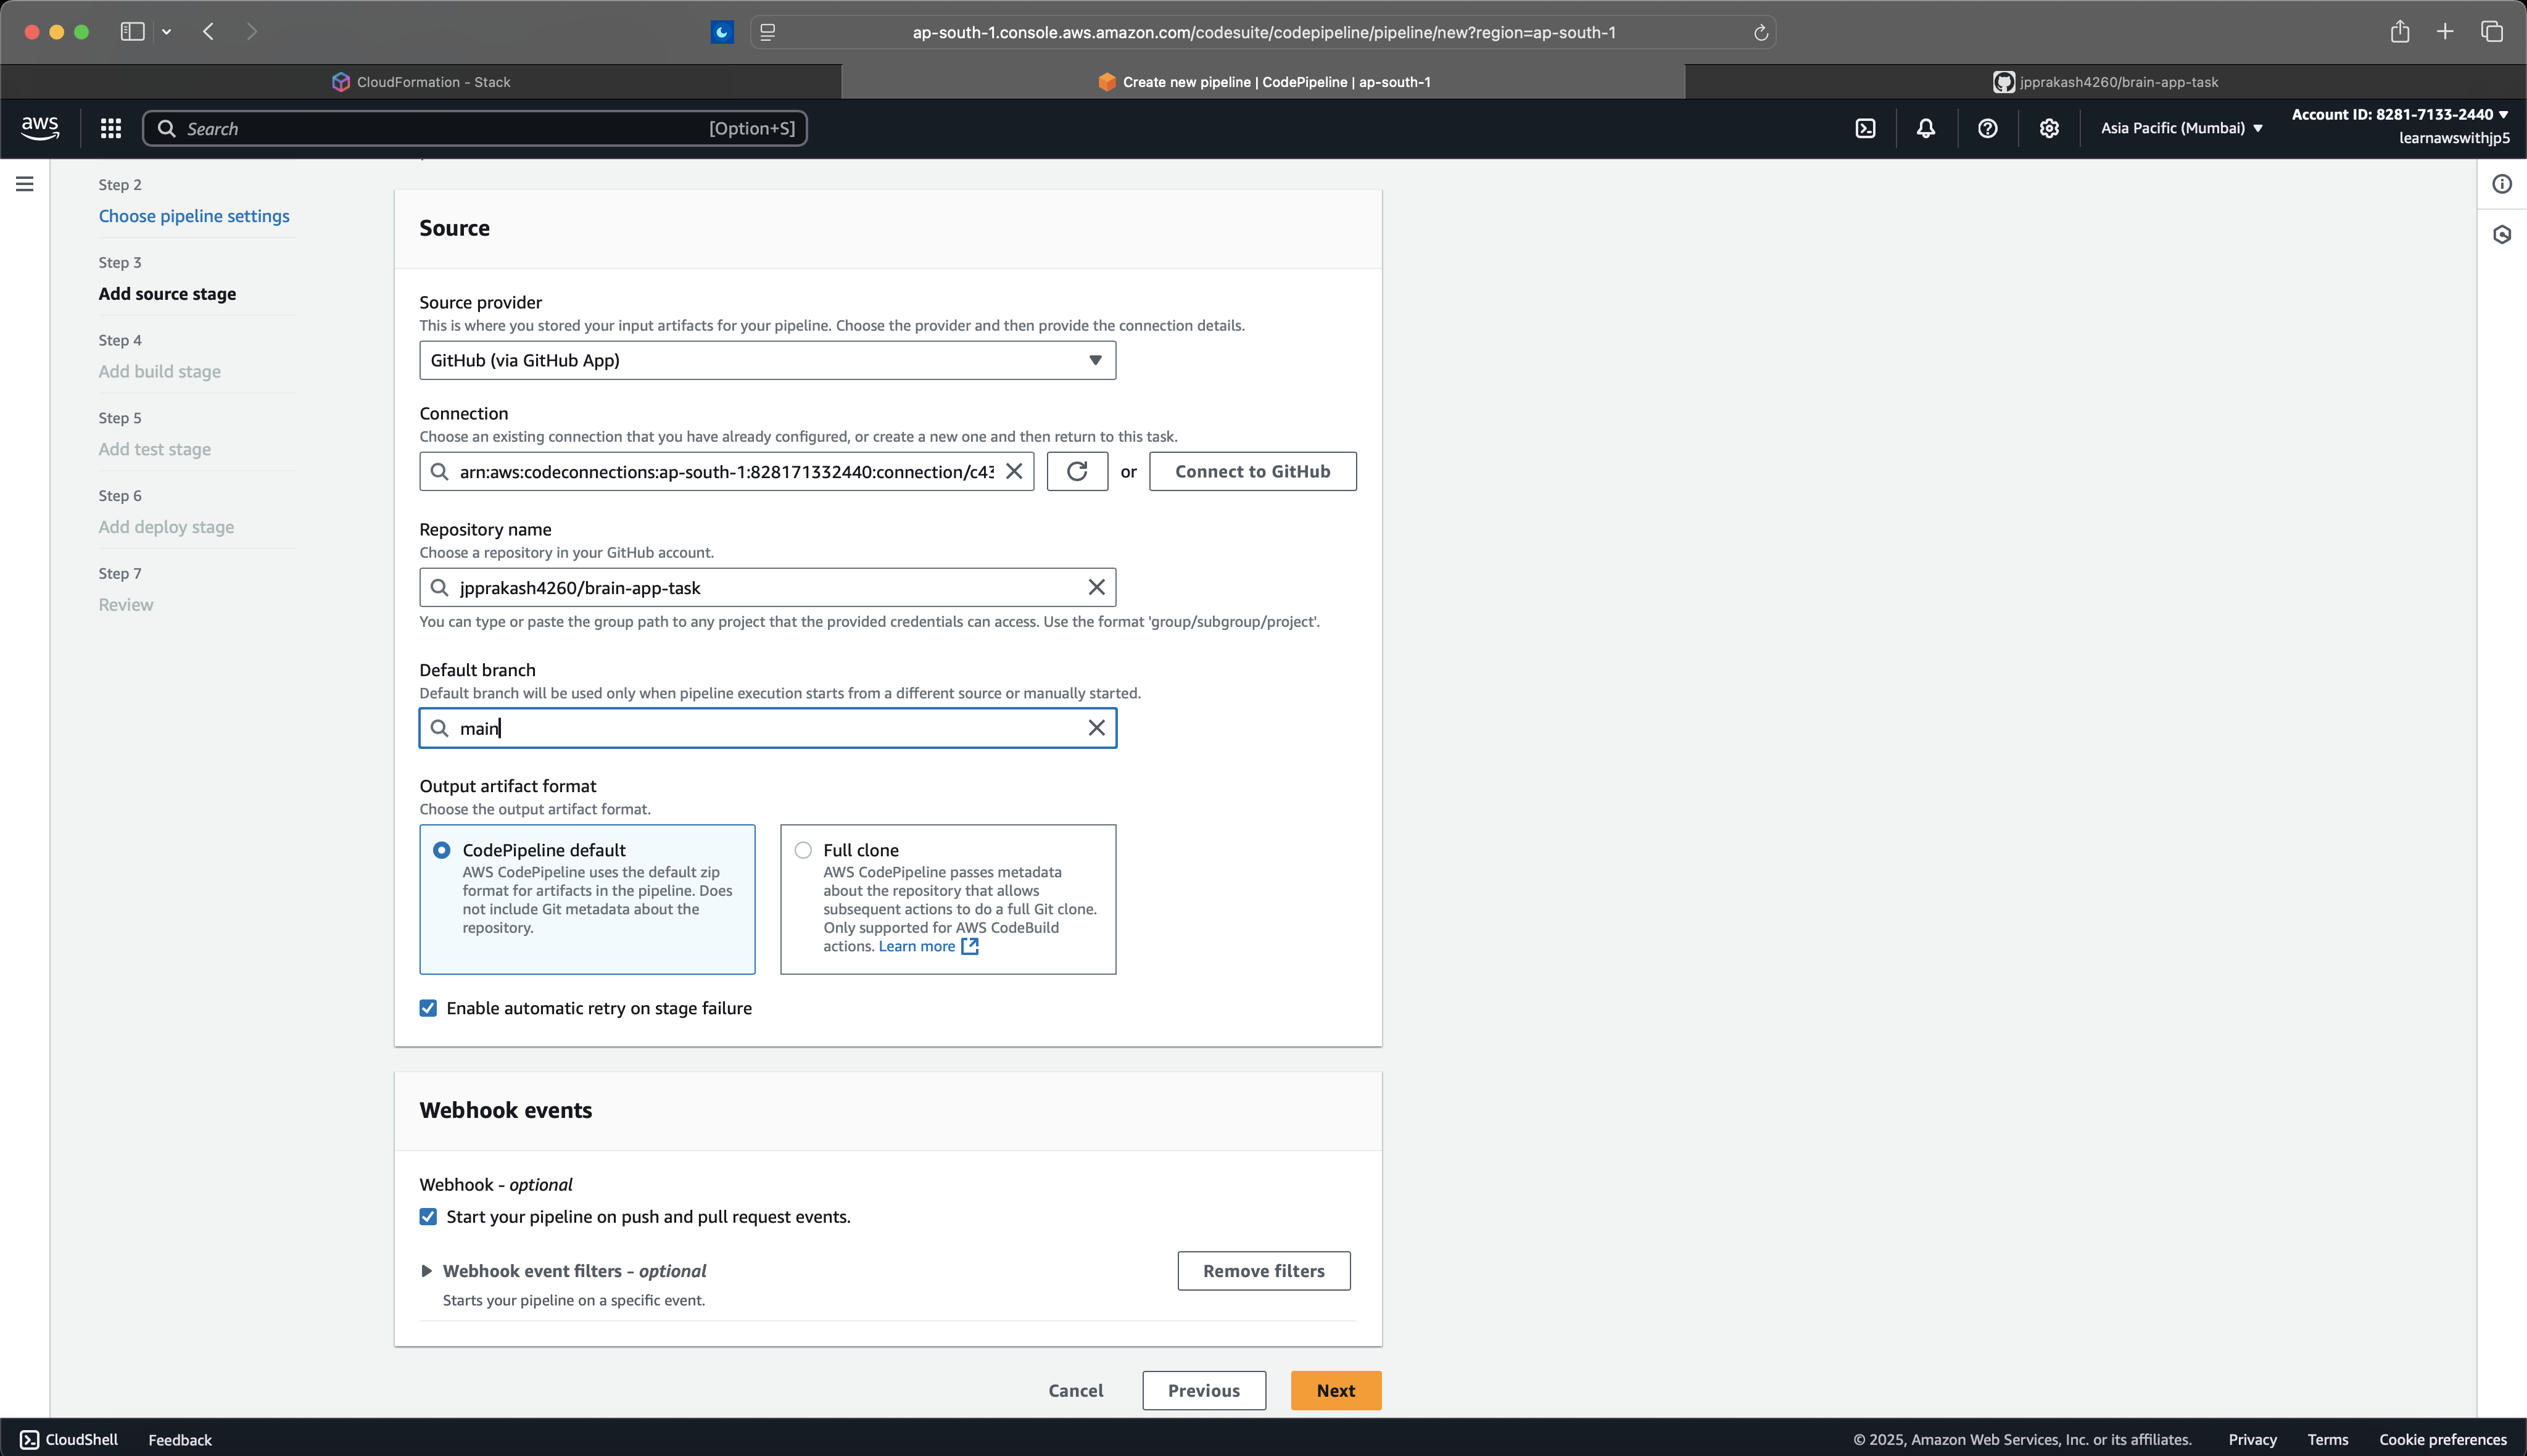 ap-south-1.console.aws.amazon.com/codesuite/codepipeline/pipeline/new?region=ap-south-1
CloudFormation - Stack
Create new pipeline | CodePipeline | ap-south-1
jpprakash4260/brain-app-task
aws
Search
[Option+S]
Asia Pacific (Mumbai)
Account ID: 8281-7133-2440
learnawswithjp5
Step 2
Choose pipeline settings
Step 3
Add source stage
Step 4
Add build stage
Step 5
Add test stage
Step 6
Add deploy stage
Step 7
Review
Source
Source provider
This is where you stored your input artifacts for your pipeline. Choose the provider and then provide the connection details.
GitHub (via GitHub App)
Connection
Choose an existing connection that you have already configured, or create a new one and then return to this task.
arn:aws:codeconnections:ap-south-1:828171332440:connection/c43
or
Connect to GitHub
Repository name
Choose a repository in your GitHub account.
jpprakash4260/brain-app-task
You can type or paste the group path to any project that the provided credentials can access. Use the format 'group/subgroup/project'.
Default branch
Default branch will be used only when pipeline execution starts from a different source or manually started.
main
Output artifact format
Choose the output artifact format.
CodePipeline default
AWS CodePipeline uses the default zip
format for artifacts in the pipeline. Does
not include Git metadata about the
repository.
Full clone
AWS CodePipeline passes metadata
about the repository that allows
subsequent actions to do a full Git clone.
Only supported for AWS CodeBuild
actions. Learn more
Enable automatic retry on stage failure
Webhook events
Webhook - optional
Start your pipeline on push and pull request events.
Webhook event filters - optional
Starts your pipeline on a specific event.
Remove filters
Cancel
Previous
Next
CloudShell
Feedback
© 2025, Amazon Web Services, Inc. or its affiliates.
Privacy
Terms
Cookie preferences